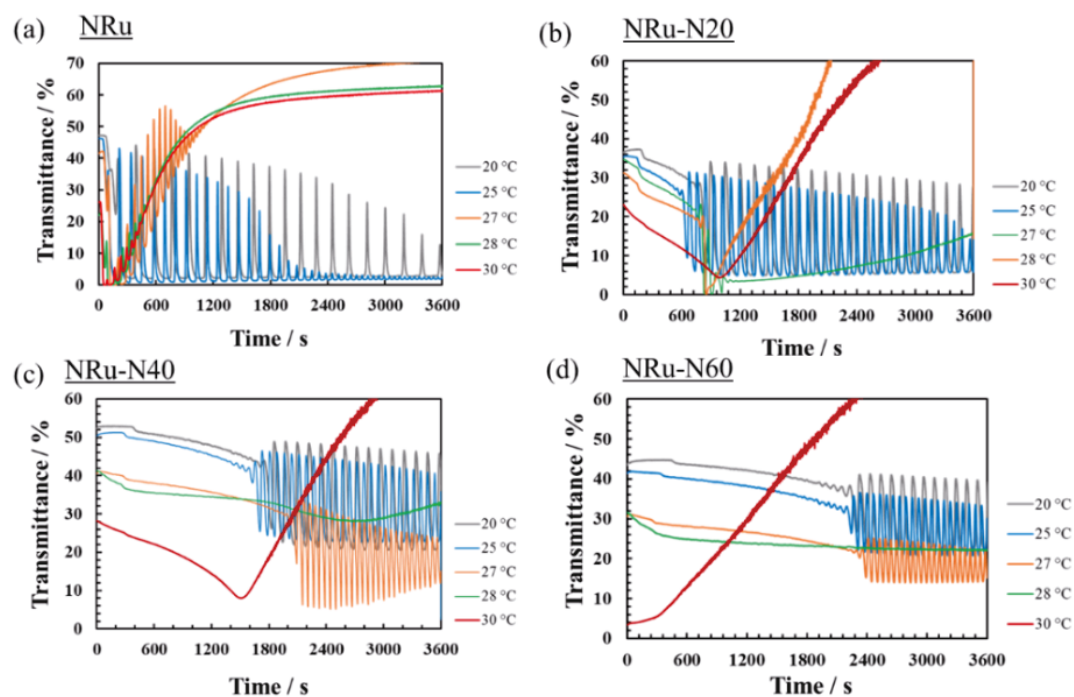 (a) NRu
Transmittance / %
70
60
50
40
30
20
10
0
0 600 1200 1800 2400 3000 3600
Time / s
20 °C
25 °C
27 °C
28 °C
30 °C
(b) NRu-N20
Transmittance / %
60
50
40
30
20
10
0
0 600 1200 1800 2400 3000 3600
Time / s
20 °C
25 °C
27 °C
28 °C
30 °C
(c) NRu-N40
Transmittance / %
60
50
40
30
20
10
0
0 600 1200 1800 2400 3000 3600
Time / s
20 °C
25 °C
27 °C
28 °C
30 °C
(d) NRu-N60
Transmittance / %
60
50
40
30
20
10
0
0 600 1200 1800 2400 3000 3600
Time / s
20 °C
25 °C
27 °C
28 °C
30 °C